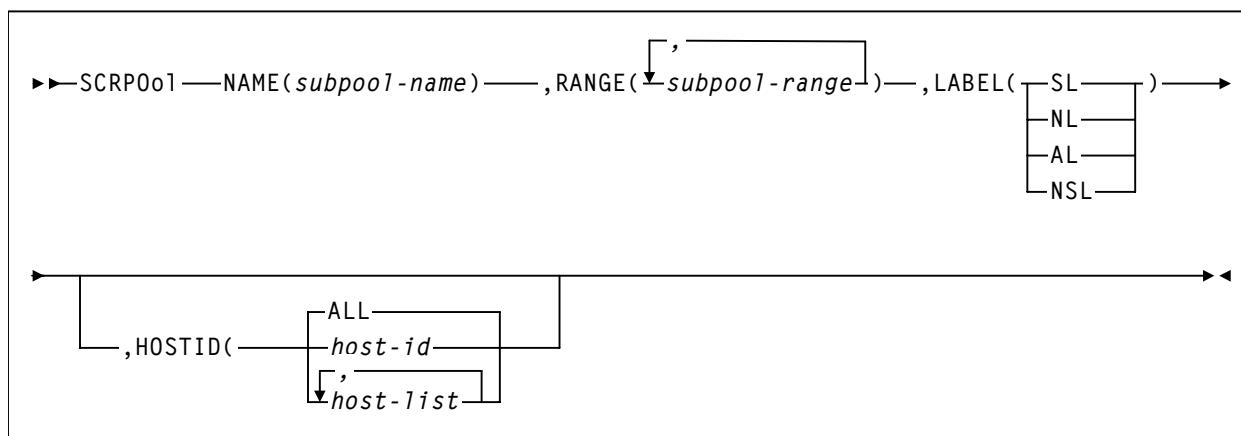 ,
SCRPOol NAME(subpool-name) ,RANGE( subpool-range ) ,LABEL( SL )
NL
AL
NSL
ALL
,HOSTID( host-id
,
host-list